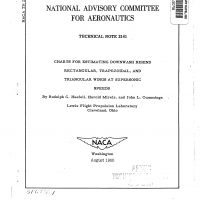 NATIONAL ADVISORY COMMITTEE
FOR AERONAUTICS
TECHNICAL NOTE 2141
CHARTS FOR ESTIMATING DOWNWASH BEHIND
RECTANGULAR, TRAPEZOIDAL, AND
TRIANGULAR WINGS AT SUPERSONIC
SPEEDS
By Rudolph C. Haefeli, Harold Mirels, and John L. Cummings
Lewis Flight Propulsion Laboratory
Cleveland, Ohio
NACA
Washington
August 1950